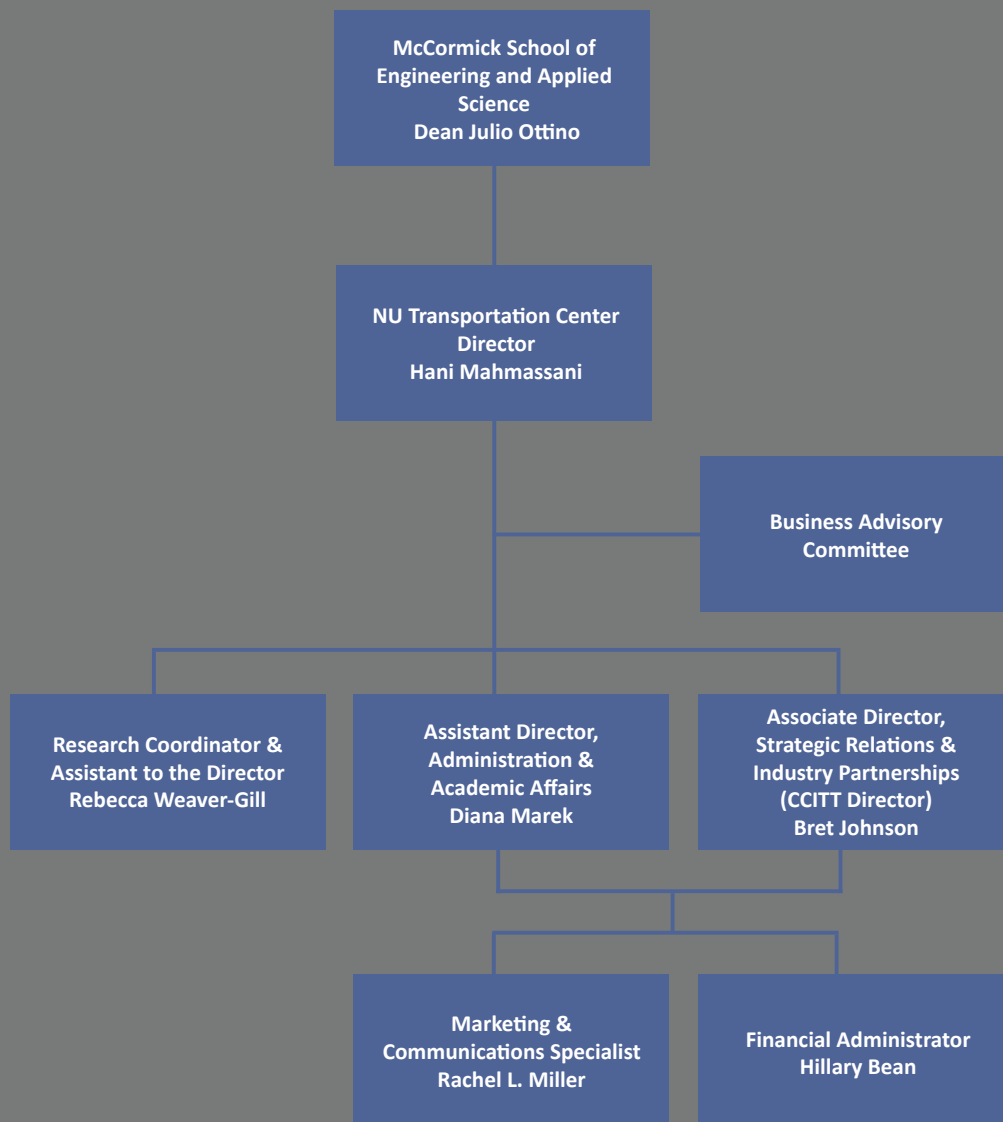 McCormick School of
Engineering and Applied
Science
Dean Julio Ottino
NU Transportation Center
Director
Hani Mahmassani
Business Advisory
Committee
Research Coordinator &
Assistant to the Director
Rebecca Weaver-Gill
Assistant Director,
Administration &
Academic Affairs
Diana Marek
Associate Director,
Strategic Relations &
Industry Partnerships
(CCITT Director)
Bret Johnson
Marketing &
Communications Specialist
Rachel L. Miller
Financial Administrator
Hillary Bean